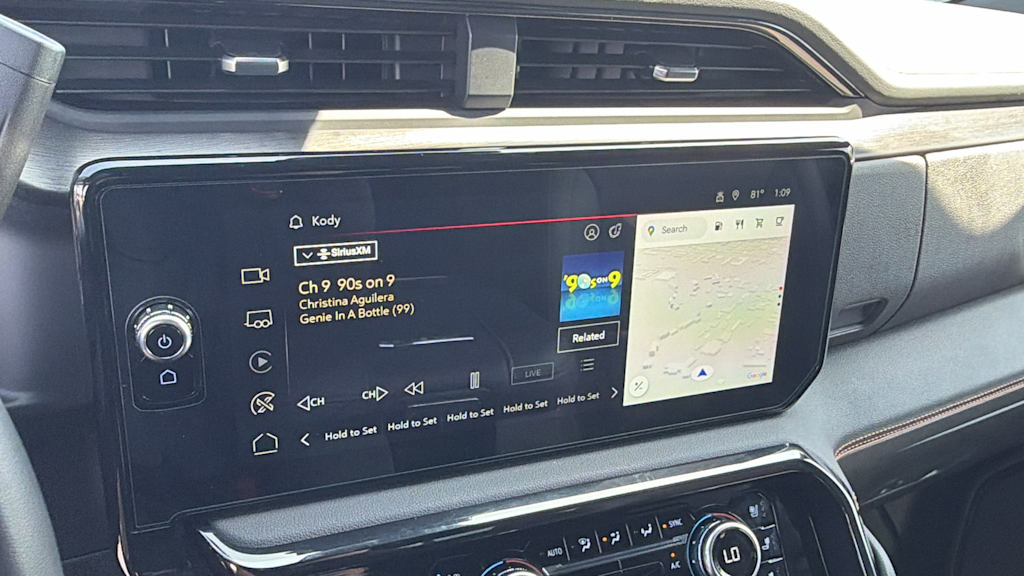 81° 1:09
Kody
SiriusXM
Search
Ch 9 90s on 9
Christina Aguilera
Genie In A Bottle (99)
'90s ON 9
Related
LIVE
CH CH
Hold to Set Hold to Set Hold to Set Hold to Set Hold to Set
Google
AUTO
SYNC
A/C
LO